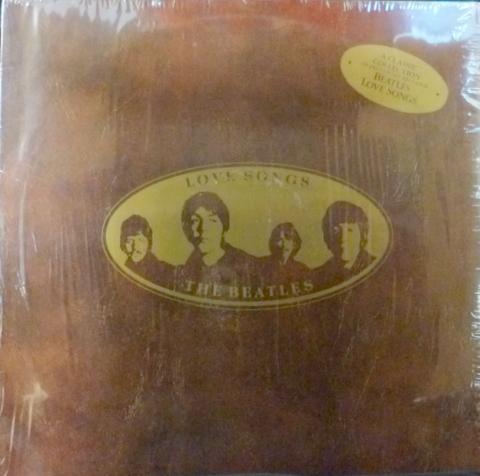 A CLASSIC
COLLECTION
BEATLES
LOVE SONGS
LOVE SONGS
THE BEATLES